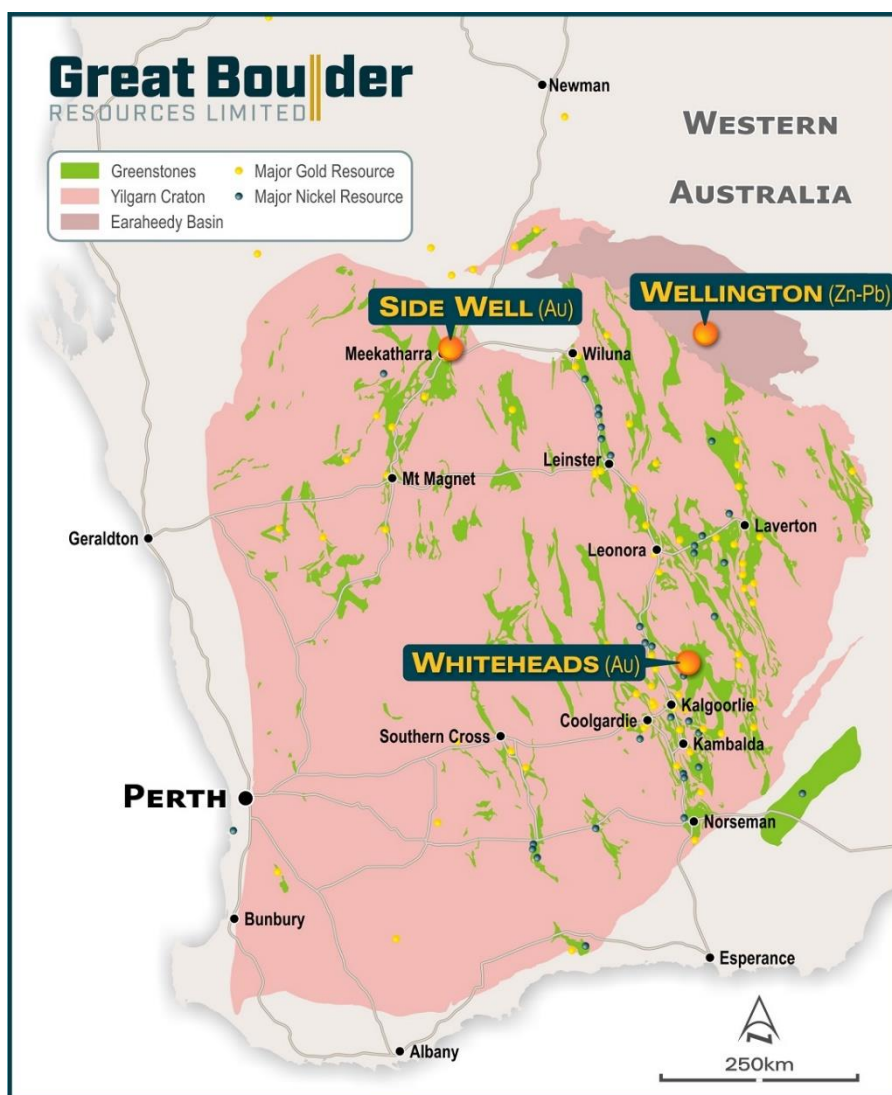 Great Boulder
RESOURCES LIMITED
Newman
WESTERN
AUSTRALIA
Greenstones
Yilgarn Craton
Earaheedy Basin
Major Gold Resource
Major Nickel Resource
SIDE WELL (Au)
WELLINGTON (Zn-Pb)
Meekatharra
Wiluna
Leinster
Mt Magnet
Geraldton
Laverton
Leonora
WHITEHEADS (Au)
Kalgoorlie
Coolgardie
Southern Cross
Kambalda
PERTH
Norseman
Bunbury
Esperance
Albany
N
250km